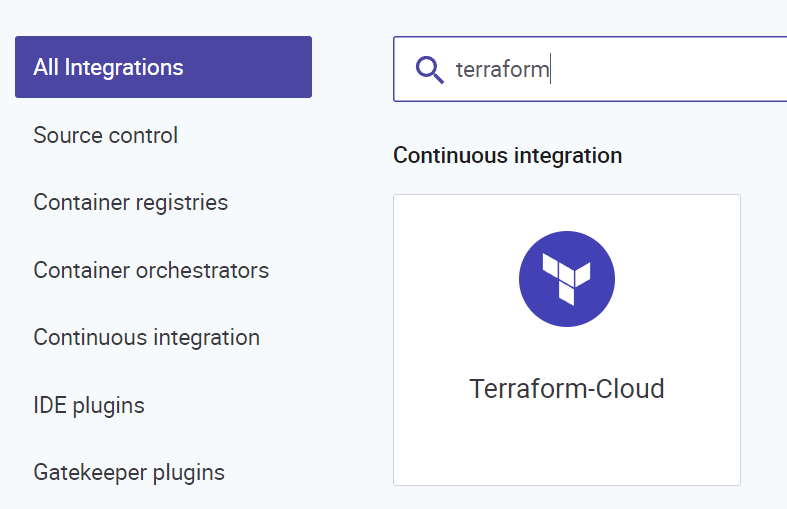 All Integrations
Source control
Container registries
Container orchestrators
Continuous integration
IDE plugins
Gatekeeper plugins
terraform
Continuous integration
Terraform-Cloud